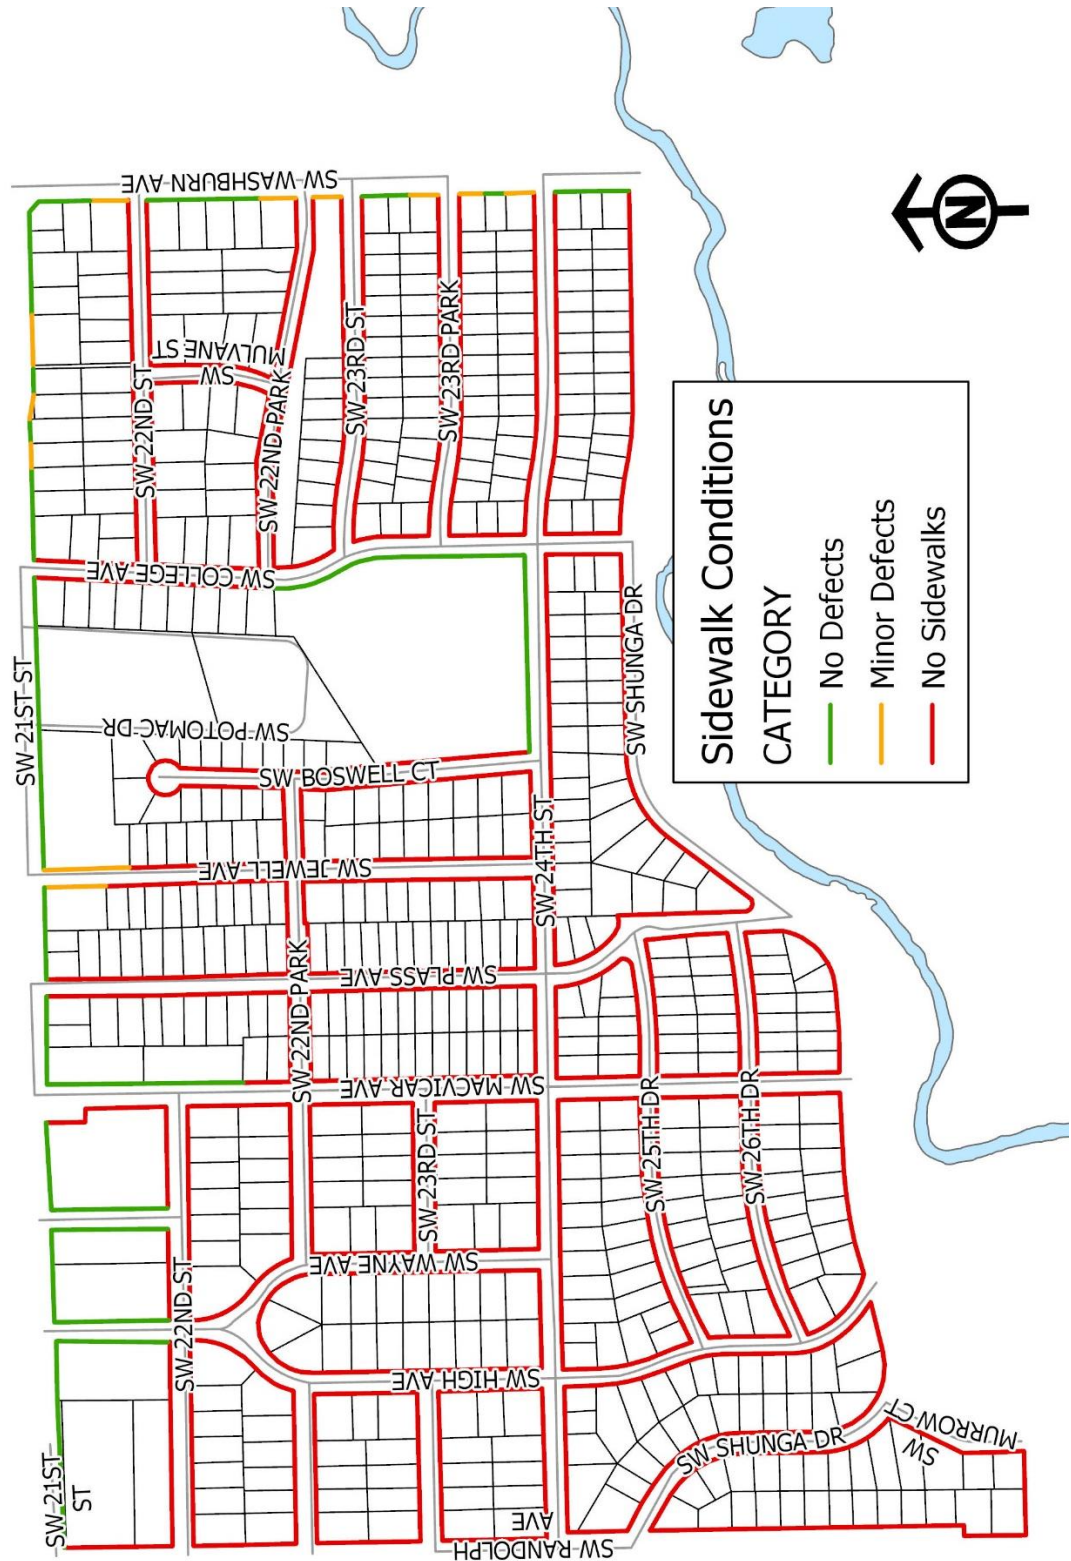 SW WASHBURN AVE
SW 22ND ST
SW
MULVANE ST
SW 22ND PARK
SW 23RD ST
SW 23RD PARK
SW COLLEGE AVE
SW 21ST ST
SW POTOMAC DR
SW BOSWELL CT
SW JEWELL AVE
SW 24TH ST
SW SHUNGA DR
SW PLASS AVE
SW 22ND PARK
SW MACVICAR AVE
SW 23RD ST
SW 25TH DR
SW 26TH DR
SW WAYNE AVE
SW 22ND ST
SW HIGH AVE
SW 21ST
ST
SW SHUNGA DR
SW
MURROW CT
SW RANDOLPH
AVE
N
Sidewalk Conditions
CATEGORY
No Defects
Minor Defects
No Sidewalks